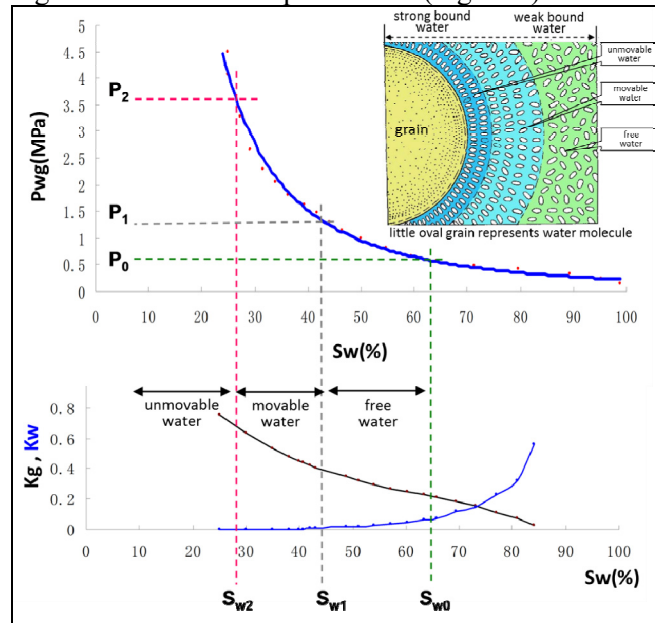 strong bound water
weak bound water
unmovable water
movable water
free water
grain
little oval grain represents water molecule
Pwg(MPa)
5
4.5
4
3.5
3
2.5
2
1.5
1
0.5
0
P2
P1
P0
0 10 20 30 40 50 60 70 80 90 100
Sw(%)
unmovable water
movable water
free water
Kg , Kw
0.8
0.6
0.4
0.2
0
0 10 20 30 40 50 60 70 80 90 100
Sw(%)
Sw2 Sw1 Sw0